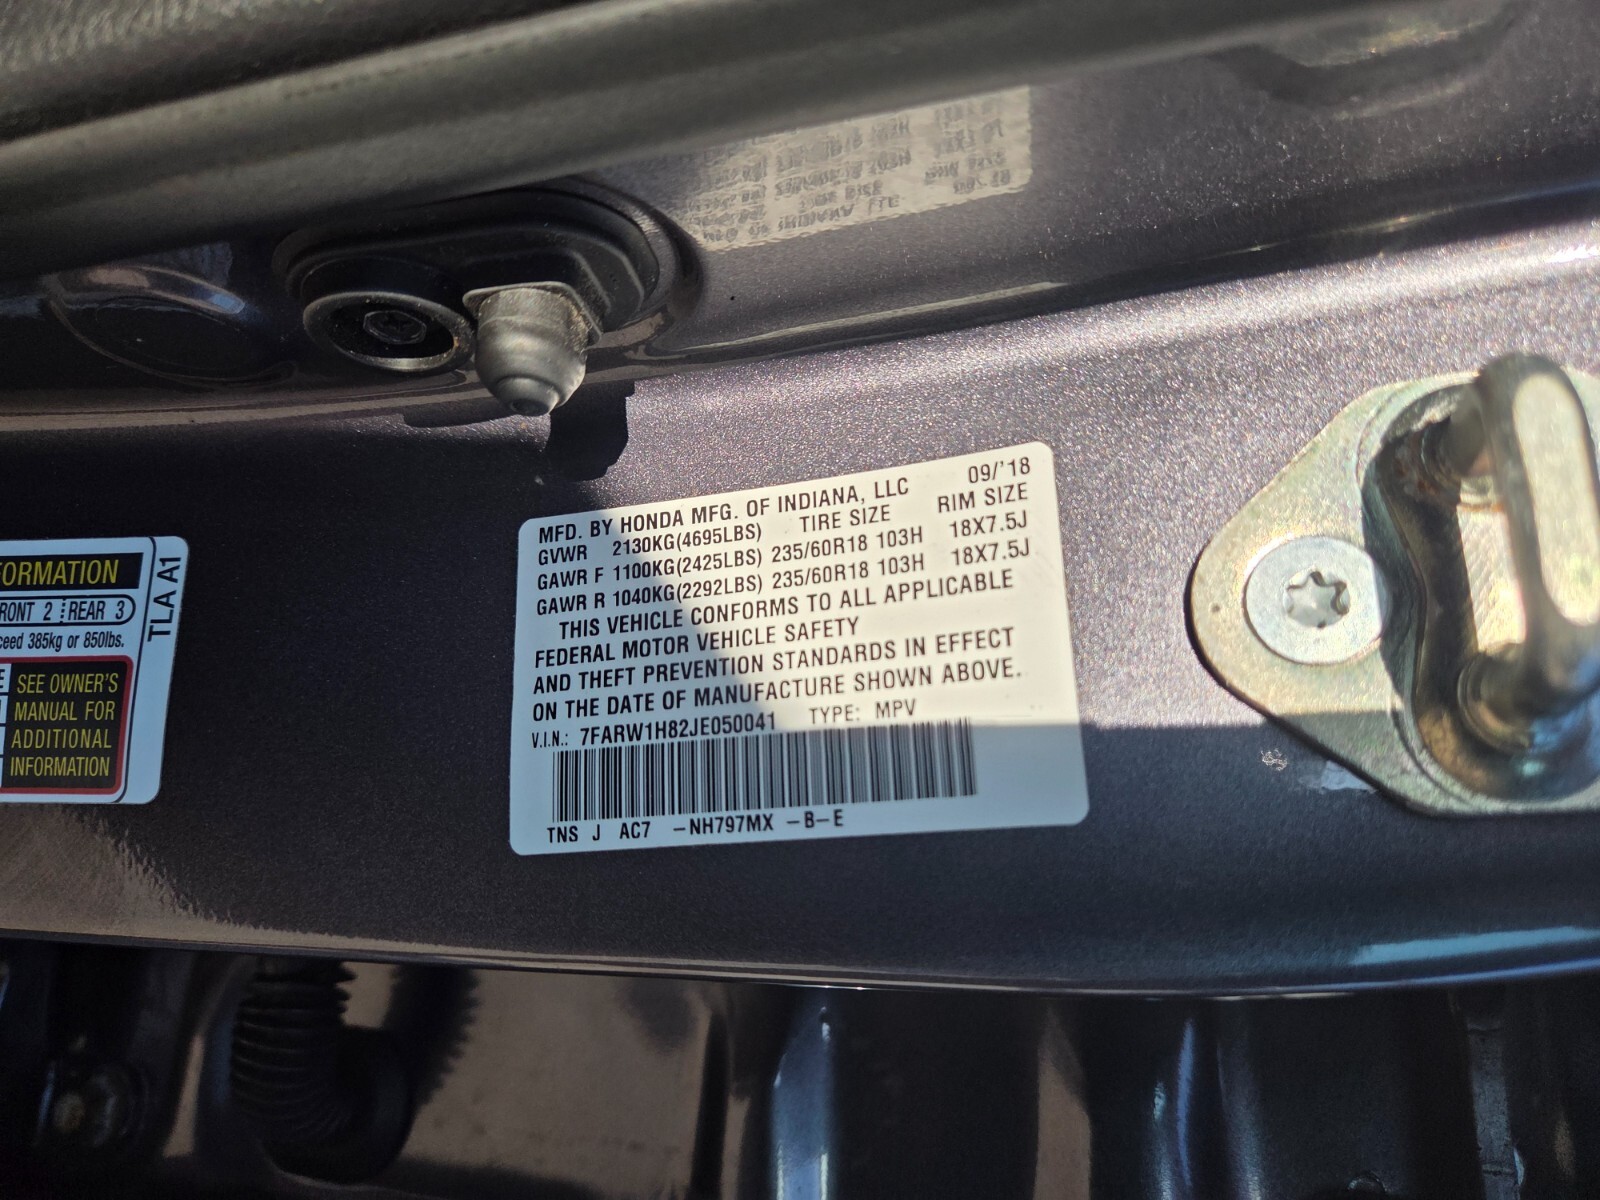 09/'18
MFD. BY HONDA MFG. OF INDIANA, LLC
GVWR 2130KG(4695LBS) TIRE SIZE RIM SIZE
GAWR F 1100KG(2425LBS) 235/60R18 103H 18X7.5J
GAWR R 1040KG(2292LBS) 235/60R18 103H 18X7.5J
THIS VEHICLE CONFORMS TO ALL APPLICABLE
FEDERAL MOTOR VEHICLE SAFETY
AND THEFT PREVENTION STANDARDS IN EFFECT
ON THE DATE OF MANUFACTURE SHOWN ABOVE.
V.I.N.: 7FARW1H82JE050041 TYPE: MPV
TNS J AC7 -NH797MX -B-E
FORMATION
RONT 2 REAR 3
ceed 385kg or 850lbs.
SEE OWNER'S
MANUAL FOR
ADDITIONAL
INFORMATION
TLA A1